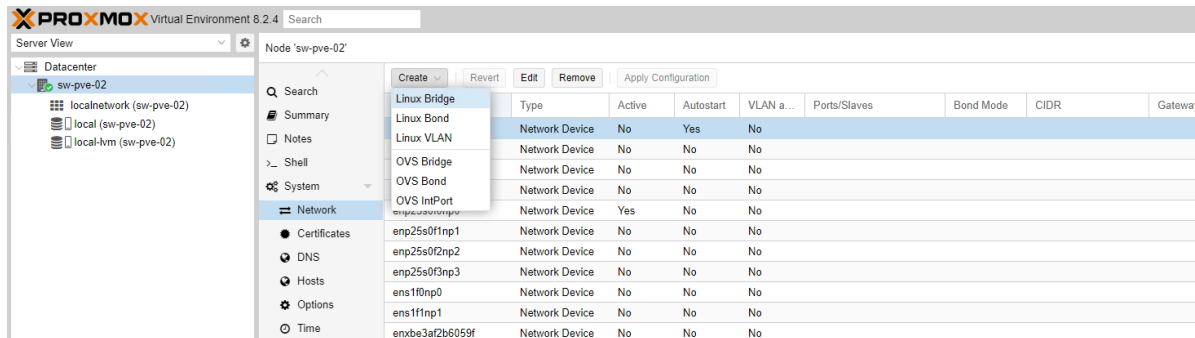 PROXMOX Virtual Environment 8.2.4 Search
Server View
Node 'sw-pve-02'
Datacenter
sw-pve-02
localnetwork (sw-pve-02)
local (sw-pve-02)
local-lvm (sw-pve-02)
Search
Summary
Notes
Shell
System
Network
Certificates
DNS
Hosts
Options
Time
Create Revert Edit Remove Apply Configuration
Linux Bridge
Linux Bond
Linux VLAN
OVS Bridge
OVS Bond
OVS IntPort
Type Active Autostart VLAN a... Ports/Slaves Bond Mode CIDR Gateway
Network Device No Yes No
Network Device No No No
Network Device No No No
Network Device No No No
enp25s0f0np0 Network Device Yes No No
enp25s0f1np1 Network Device No No No
enp25s0f2np2 Network Device No No No
enp25s0f3np3 Network Device No No No
ens1f0np0 Network Device No No No
ens1f1np1 Network Device No No No
enxbe3af2b6059f Network Device No No No